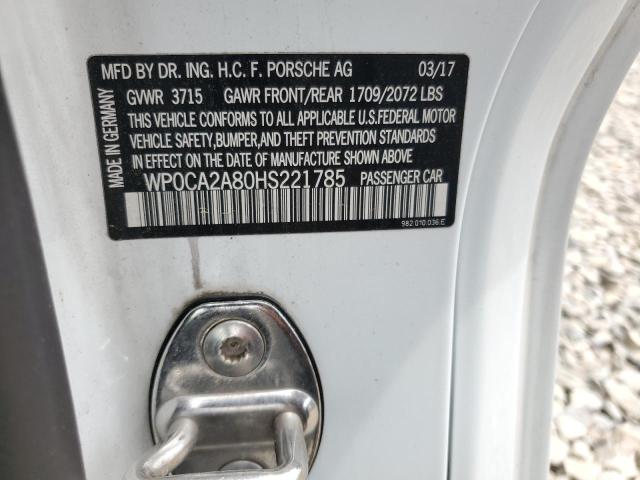 MFD BY DR. ING. H.C. F. PORSCHE AG 03/17
GVWR 3715 GAWR FRONT/REAR 1709/2072 LBS
THIS VEHICLE CONFORMS TO ALL APPLICABLE U.S.FEDERAL MOTOR
VEHICLE SAFETY,BUMPER,AND THEFT PREVENTION STANDARDS
IN EFFECT ON THE DATE OF MANUFACTURE SHOWN ABOVE
WP0CA2A80HS221785 PASSENGER CAR
982 010 036 E
MADE IN GERMANY